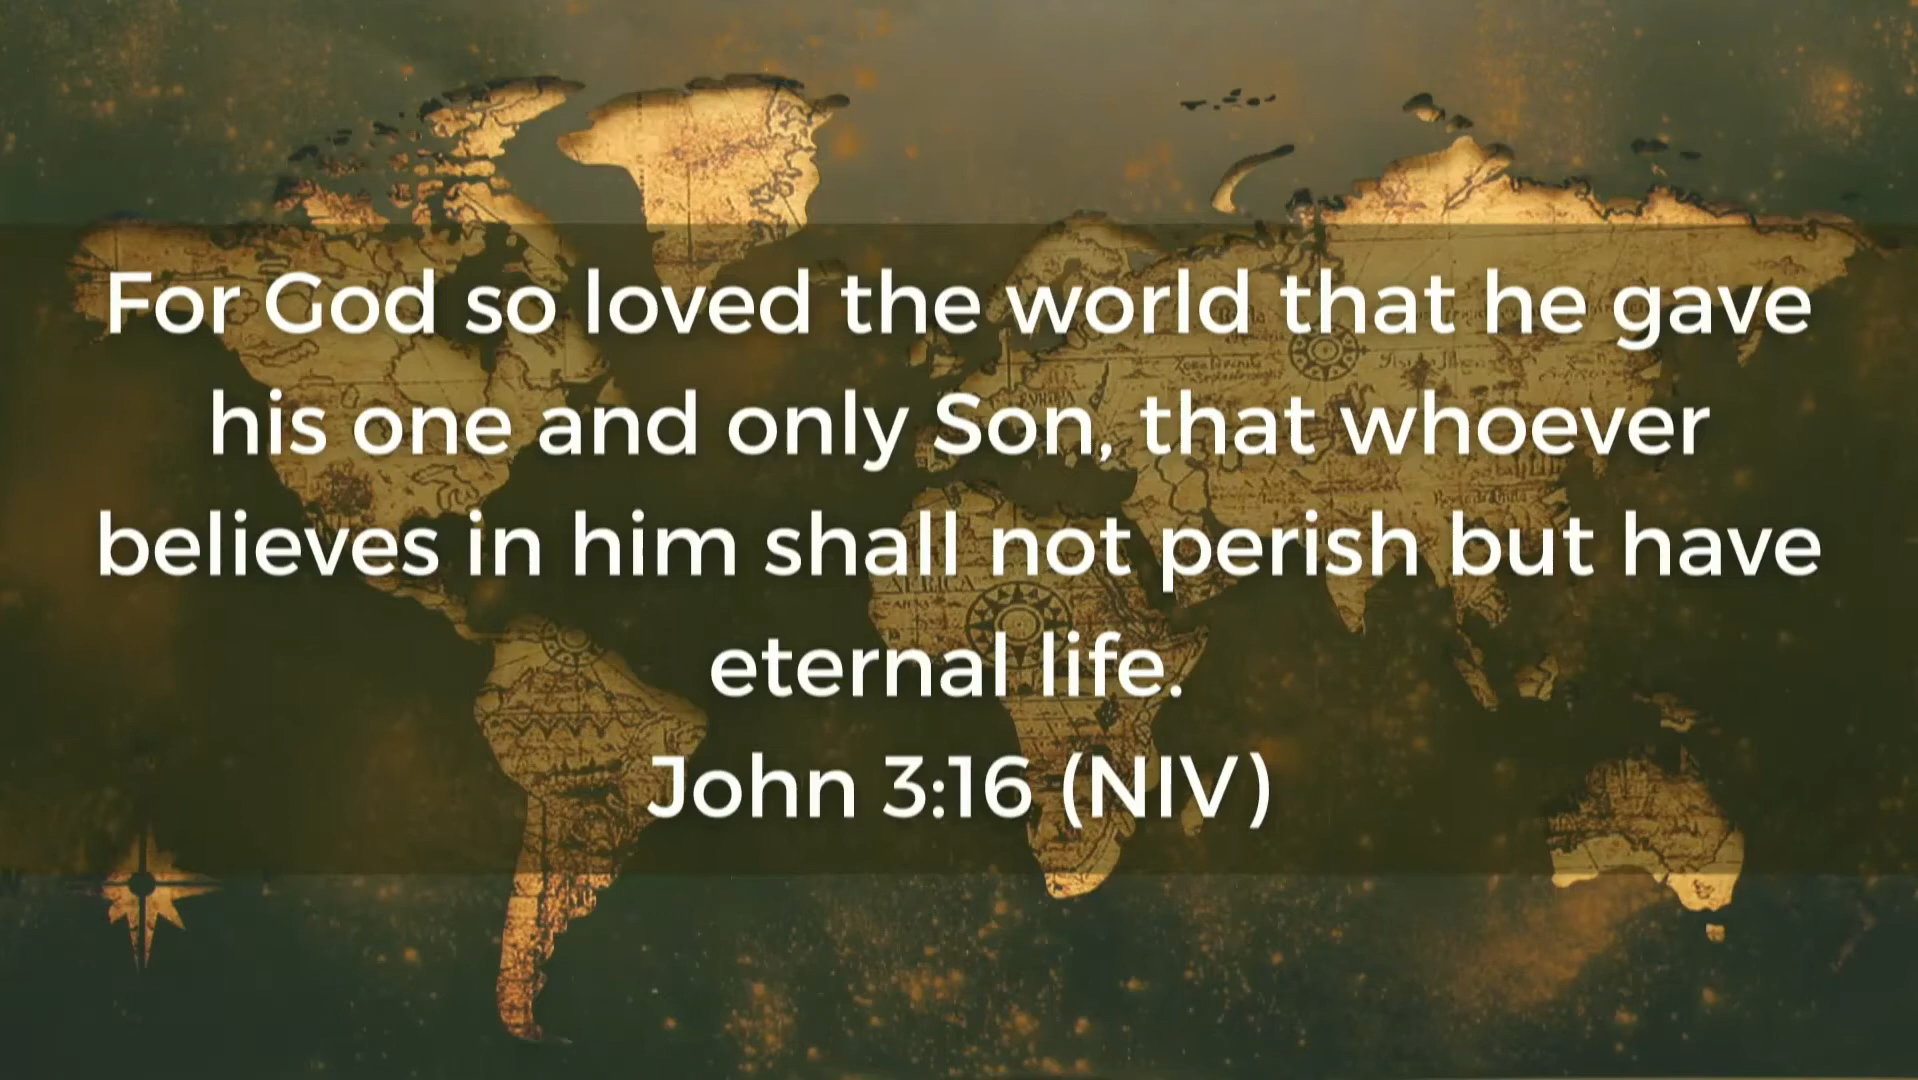 For God so loved the world that he gave
his one and only Son, that whoever
believes in him shall not perish but have
eternal life.
John 3:16 (NIV)
AFRICA